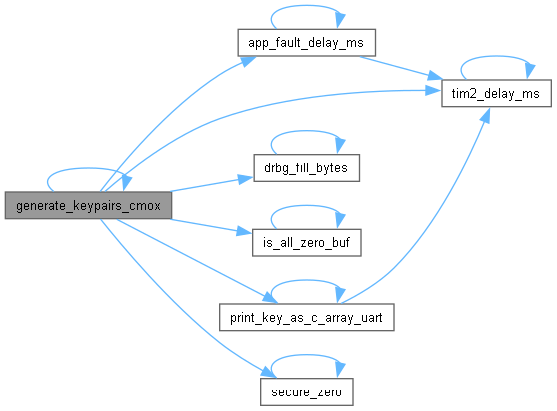 app_fault_delay_ms
tim2_delay_ms
drbg_fill_bytes
generate_keypairs_cmox
is_all_zero_buf
print_key_as_c_array_uart
secure_zero